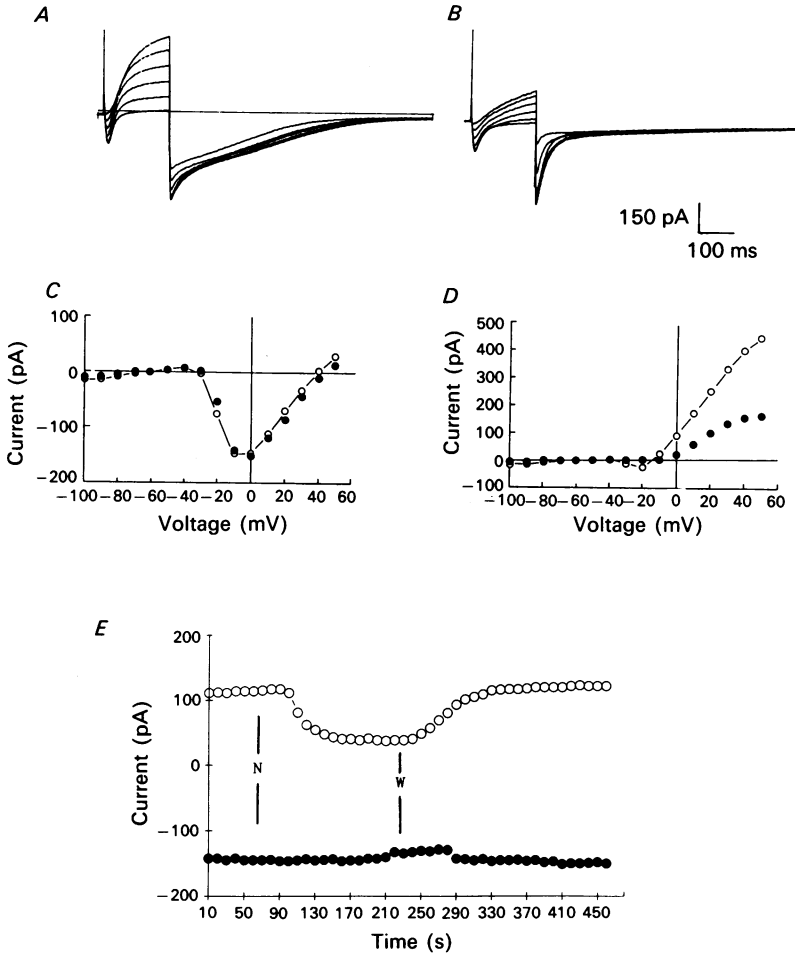 A
B
150 pA
100 ms
C
100
0
−100
−200
Current (pA)
−100 −80 −60 −40 −20 0 20 40 60
Voltage (mV)
D
500
400
300
200
100
0
−100
Current (pA)
−100 −80 −60 −40 −20 0 20 40 60
Voltage (mV)
E
200
100
0
−100
−200
Current (pA)
N
W
10 50 90 130 170 210 250 290 330 370 410 450
Time (s)